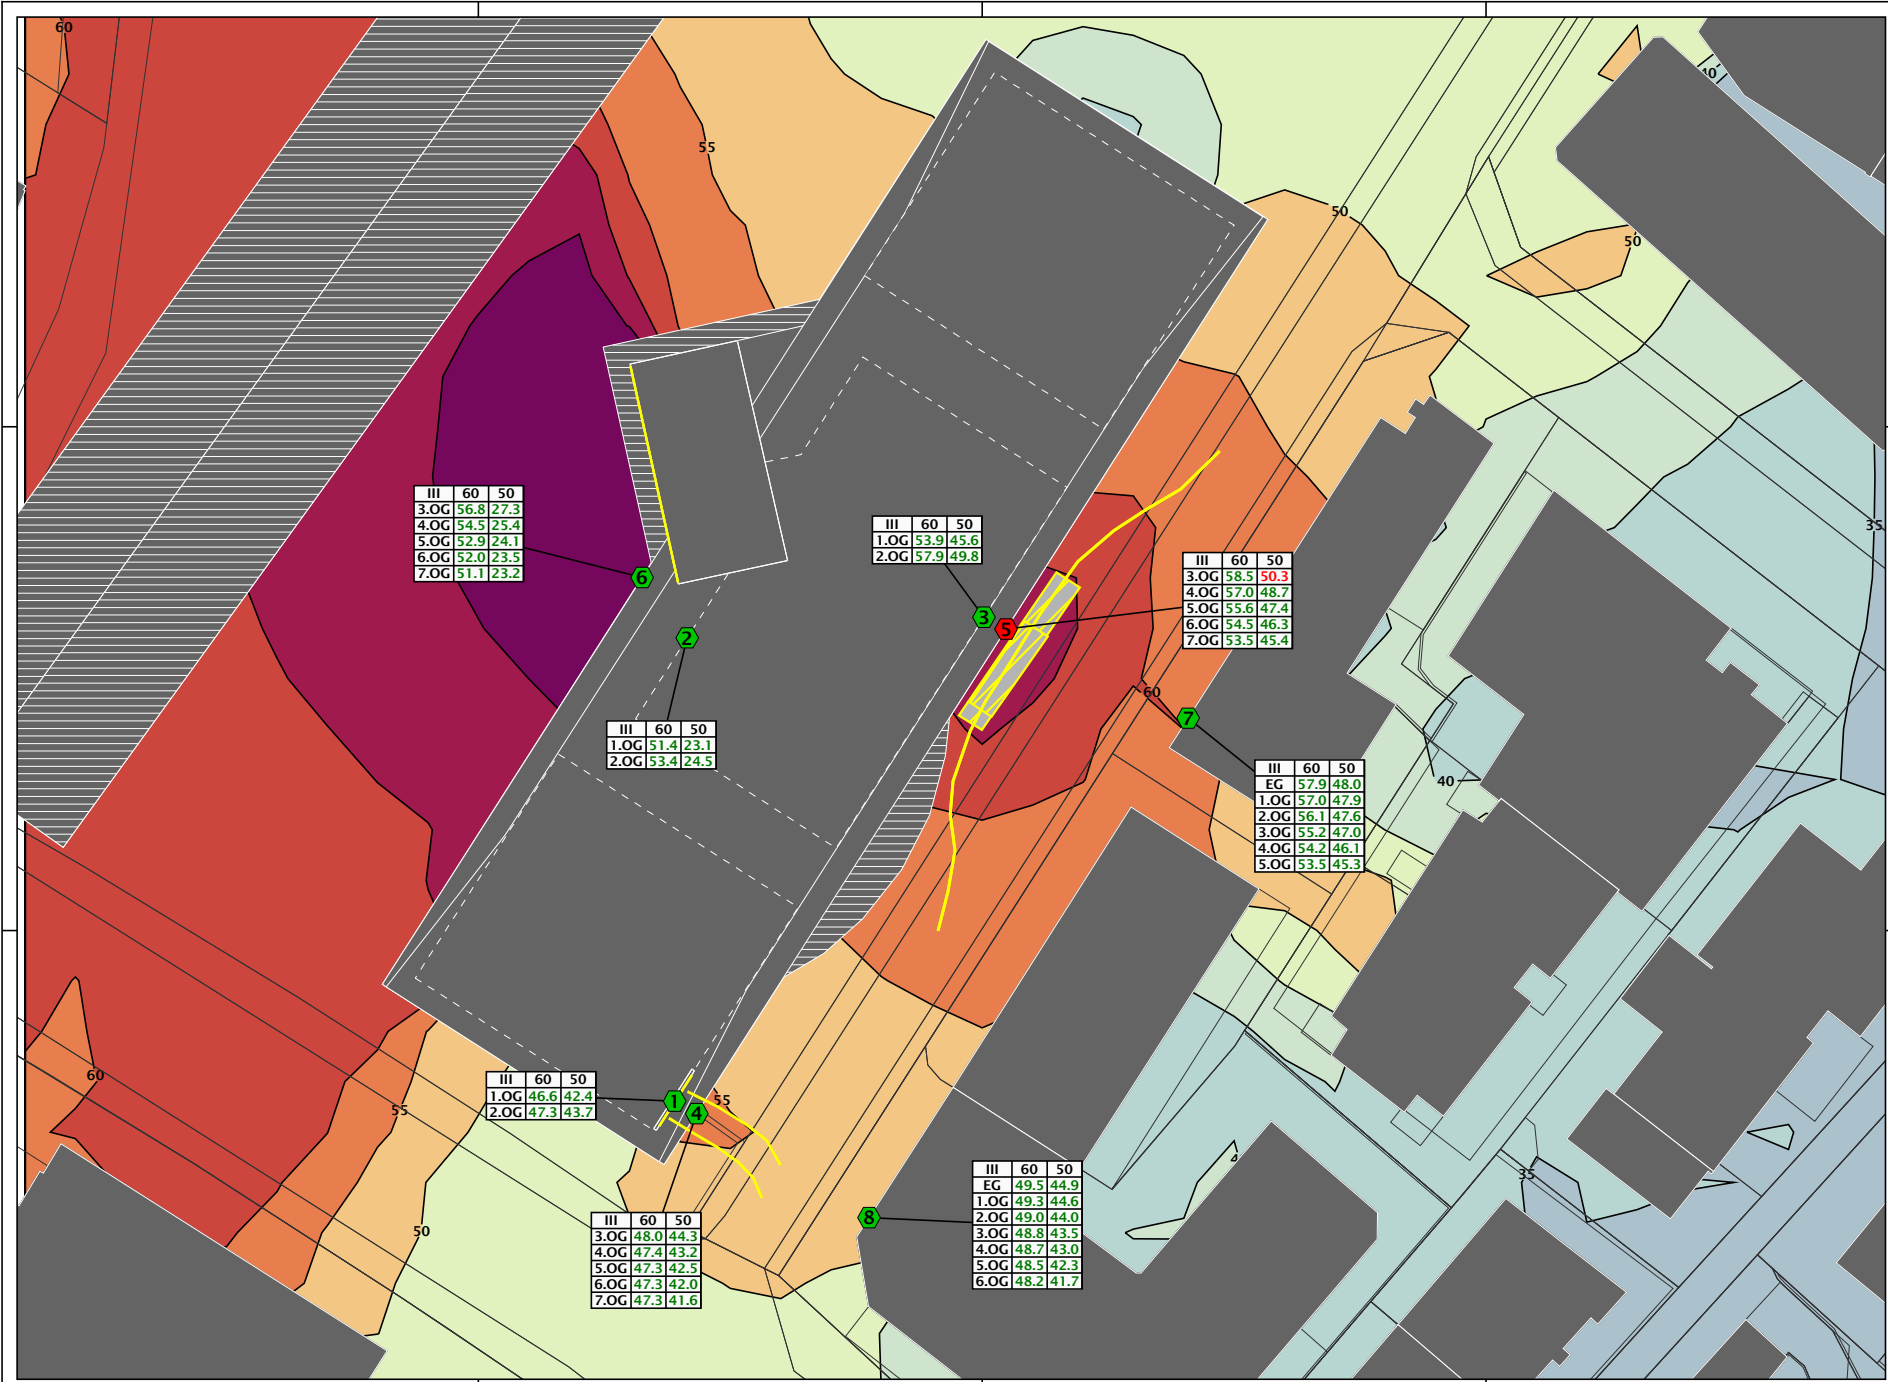 60
40
55
50
50
III 60 50
3.OG 56.8 27.3
4.OG 54.5 25.4
5.OG 52.9 24.1
6.OG 52.0 23.5
7.OG 51.1 23.2
6
III 60 50
1.OG 53.9 45.6
2.OG 57.9 49.8
35
III 60 50
3.OG 58.5 50.3
4.OG 57.0 48.7
5.OG 55.6 47.4
6.OG 54.5 46.3
7.OG 53.5 45.4
3
5
2
60
7
III 60 50
1.OG 51.4 23.1
2.OG 53.4 24.5
III 60 50
EG 57.9 48.0
1.OG 57.0 47.9
2.OG 56.1 47.6
3.OG 55.2 47.0
4.OG 54.2 46.1
5.OG 53.5 45.3
40
60
III 60 50
1.OG 46.6 42.4
2.OG 47.3 43.7
1
4
55
55
35
III 60 50
EG 49.5 44.9
1.OG 49.3 44.6
2.OG 49.0 44.0
3.OG 48.8 43.5
4.OG 48.7 43.0
5.OG 48.5 42.3
6.OG 48.2 41.7
8
50
III 60 50
3.OG 48.0 44.3
4.OG 47.4 43.2
5.OG 47.3 42.5
6.OG 47.3 42.0
7.OG 47.3 41.6